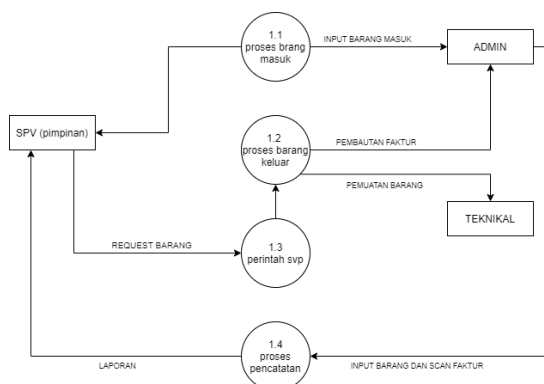 1.1
proses brang
masuk
INPUT BARANG MASUK
ADMIN
SPV (pimpinan)
1.2
proses barang
keluar
PEMBAUTAN FAKTUR
PEMUATAN BARANG
TEKNIKAL
REQUEST BARANG
1.3
perintah svp
1.4
proses
pencatatan
LAPORAN
INPUT BARANG DAN SCAN FAKTUR